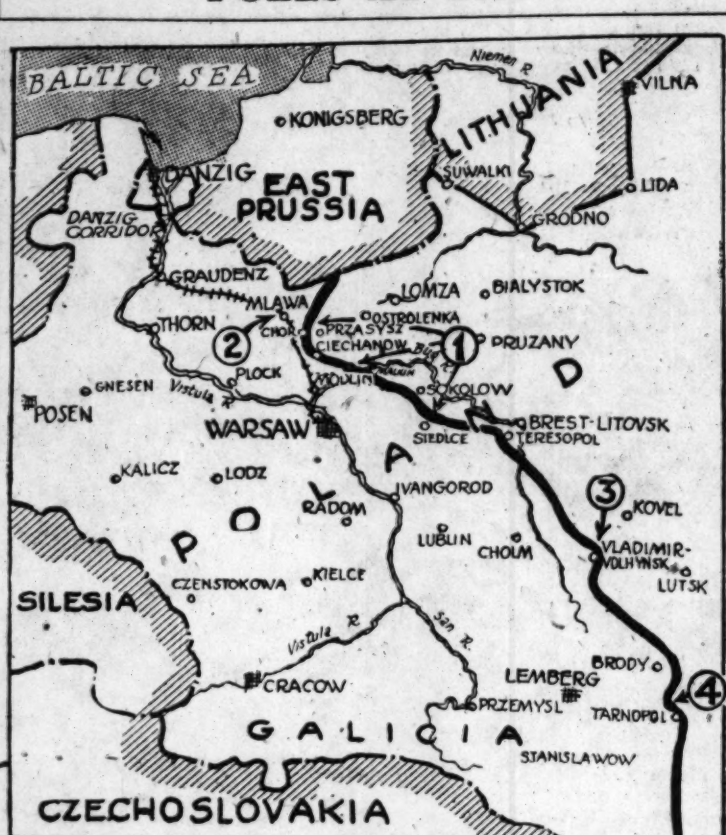 BALTIC SEA
Niemen R.
LITHUANIA
VILNA
KONIGSBERG
DANZIG
SUWALKI
EAST
PRUSSIA
LIDA
DANZIG
CORRIDOR
GRODNO
GRAUDENZ
MLAWA
LOMZA
BIALYSTOK
OSTROLENKA
THORN
2
CHOR
PRZASYSZ
1
PRUZANY
CIECHANOW
Bug R.
PLOCK
MODLIN
MALKIN
GNESEN
Vistula R
SOKOLOW
POSEN
WARSAW
SIEDLCE
BREST-LITOVSK
TERESOPOL
KALICZ
LODZ
IVANGOROD
3
KOVEL
RADOM
POLAND
LUBLIN
CHOLM
VLADIMIR-
VOLHYNSK
LUTSK
CZENSTOKOWA
KIELCE
SILESIA
Vistula R.
San R.
BRODY
LEMBERG
4
CRACOW
PRZEMYSL
TARNOPOL
GALICIA
STANISLAWOW
CZECHOSLOVAKIA